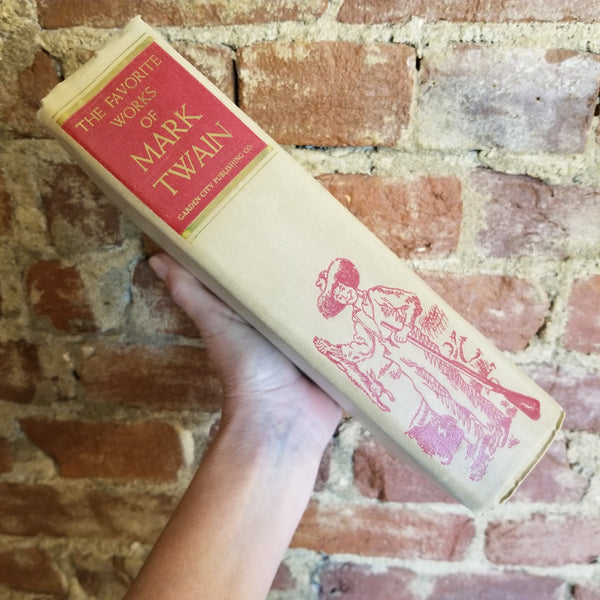 THE FAVORITE
WORKS
OF
MARK
TWAIN
GARDEN CITY PUBLISHING CO